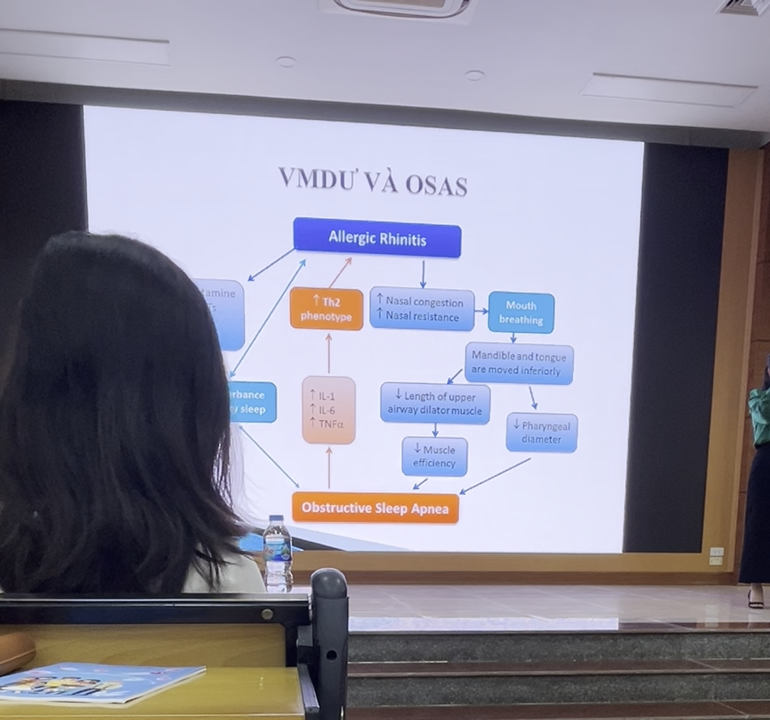 VMDƯ VÀ OSAS
Allergic Rhinitis
↑ Th2
phenotype
↑ Nasal congestion
↑ Nasal resistance
Mouth
breathing
Mandible and tongue
are moved inferiorly
sleep
↑ IL-1
↑ IL-6
↑ TNFα
↓ Length of upper
airway dilator muscle
↓ Pharyngeal
diameter
↓ Muscle
efficiency
Obstructive Sleep Apnea